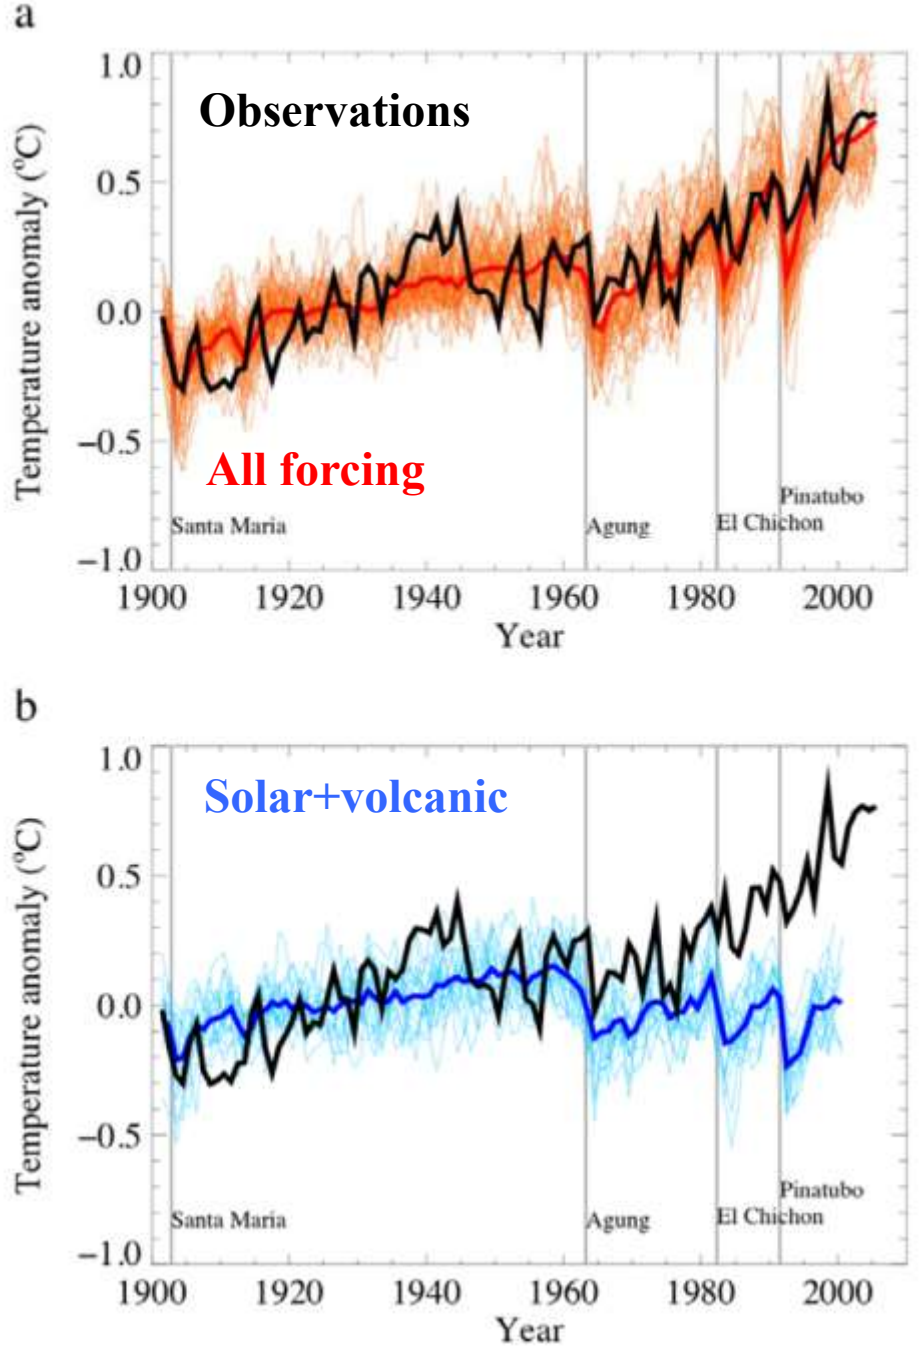 a
1.0
Observations
0.5
0.0
−0.5
All forcing
Pinatubo
Santa Maria
Agung
El Chichon
−1.0
1900
1920
1940
1960
1980
2000
Year
Temperature anomaly (°C)
b
1.0
Solar+volcanic
0.5
0.0
−0.5
Pinatubo
Santa Maria
Agung
El Chichon
−1.0
1900
1920
1940
1960
1980
2000
Year
Temperature anomaly (°C)